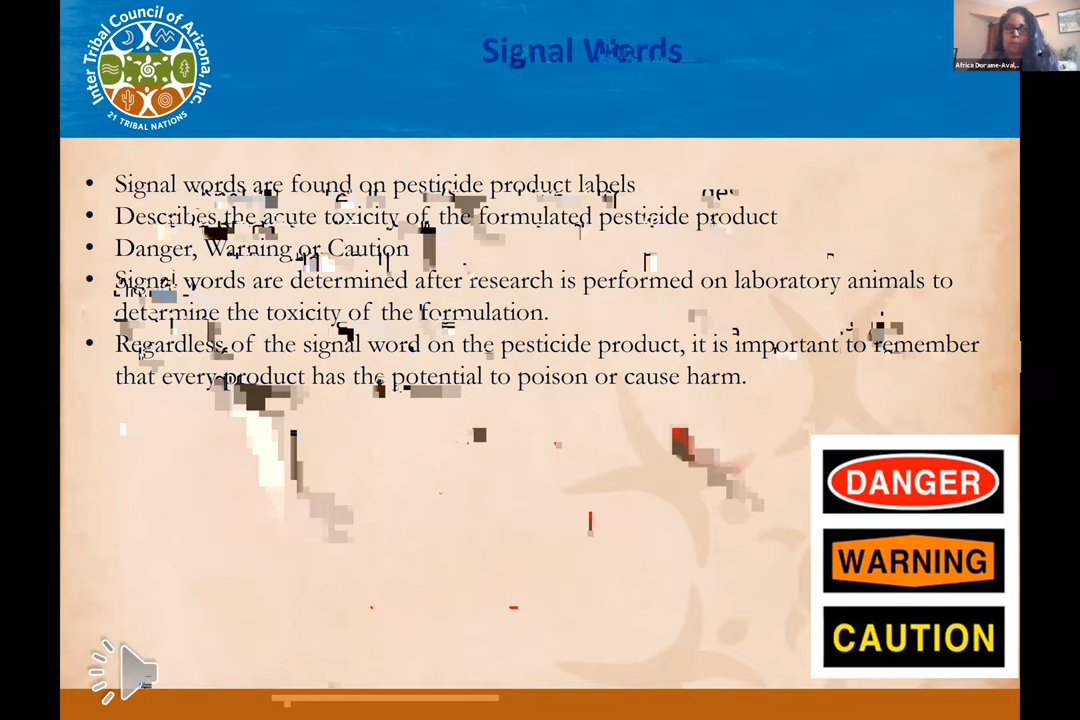 Inter Tribal Council of Arizona, Inc.
21 TRIBAL NATIONS
Signal Words
Africa Dorame-Aval...
• Signal words are found on pesticide product labels
• Describes the acute toxicity of the formulated pesticide product
• Danger, Warning or Caution
• Signal words are determined after research is performed on laboratory animals to
determine the toxicity of the formulation.
• Regardless of the signal word on the pesticide product, it is important to remember
that every product has the potential to poison or cause harm.
DANGER
WARNING
CAUTION